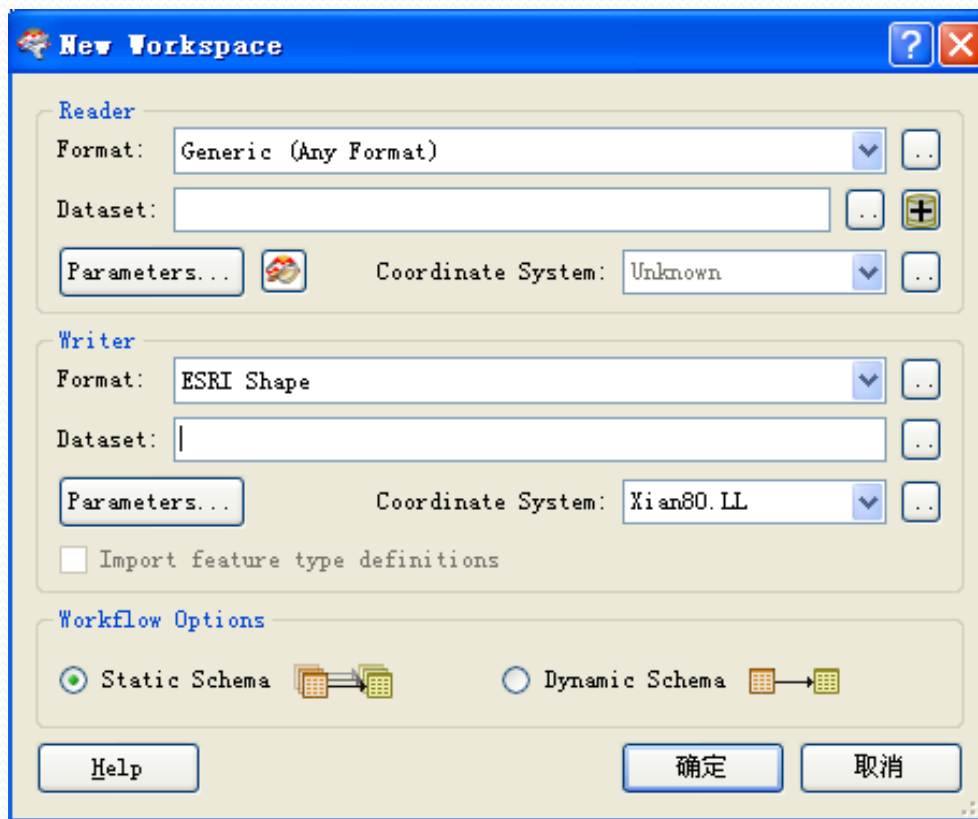 New Workspace
Reader
Format: Generic (Any Format) ..
Dataset: ..
Parameters... Coordinate System: Unknown ..
Writer
Format: ESRI Shape ..
Dataset: ..
Parameters... Coordinate System: Xian80.LL ..
Import feature type definitions
Workflow Options
Static Schema Dynamic Schema
Help 确定 取消